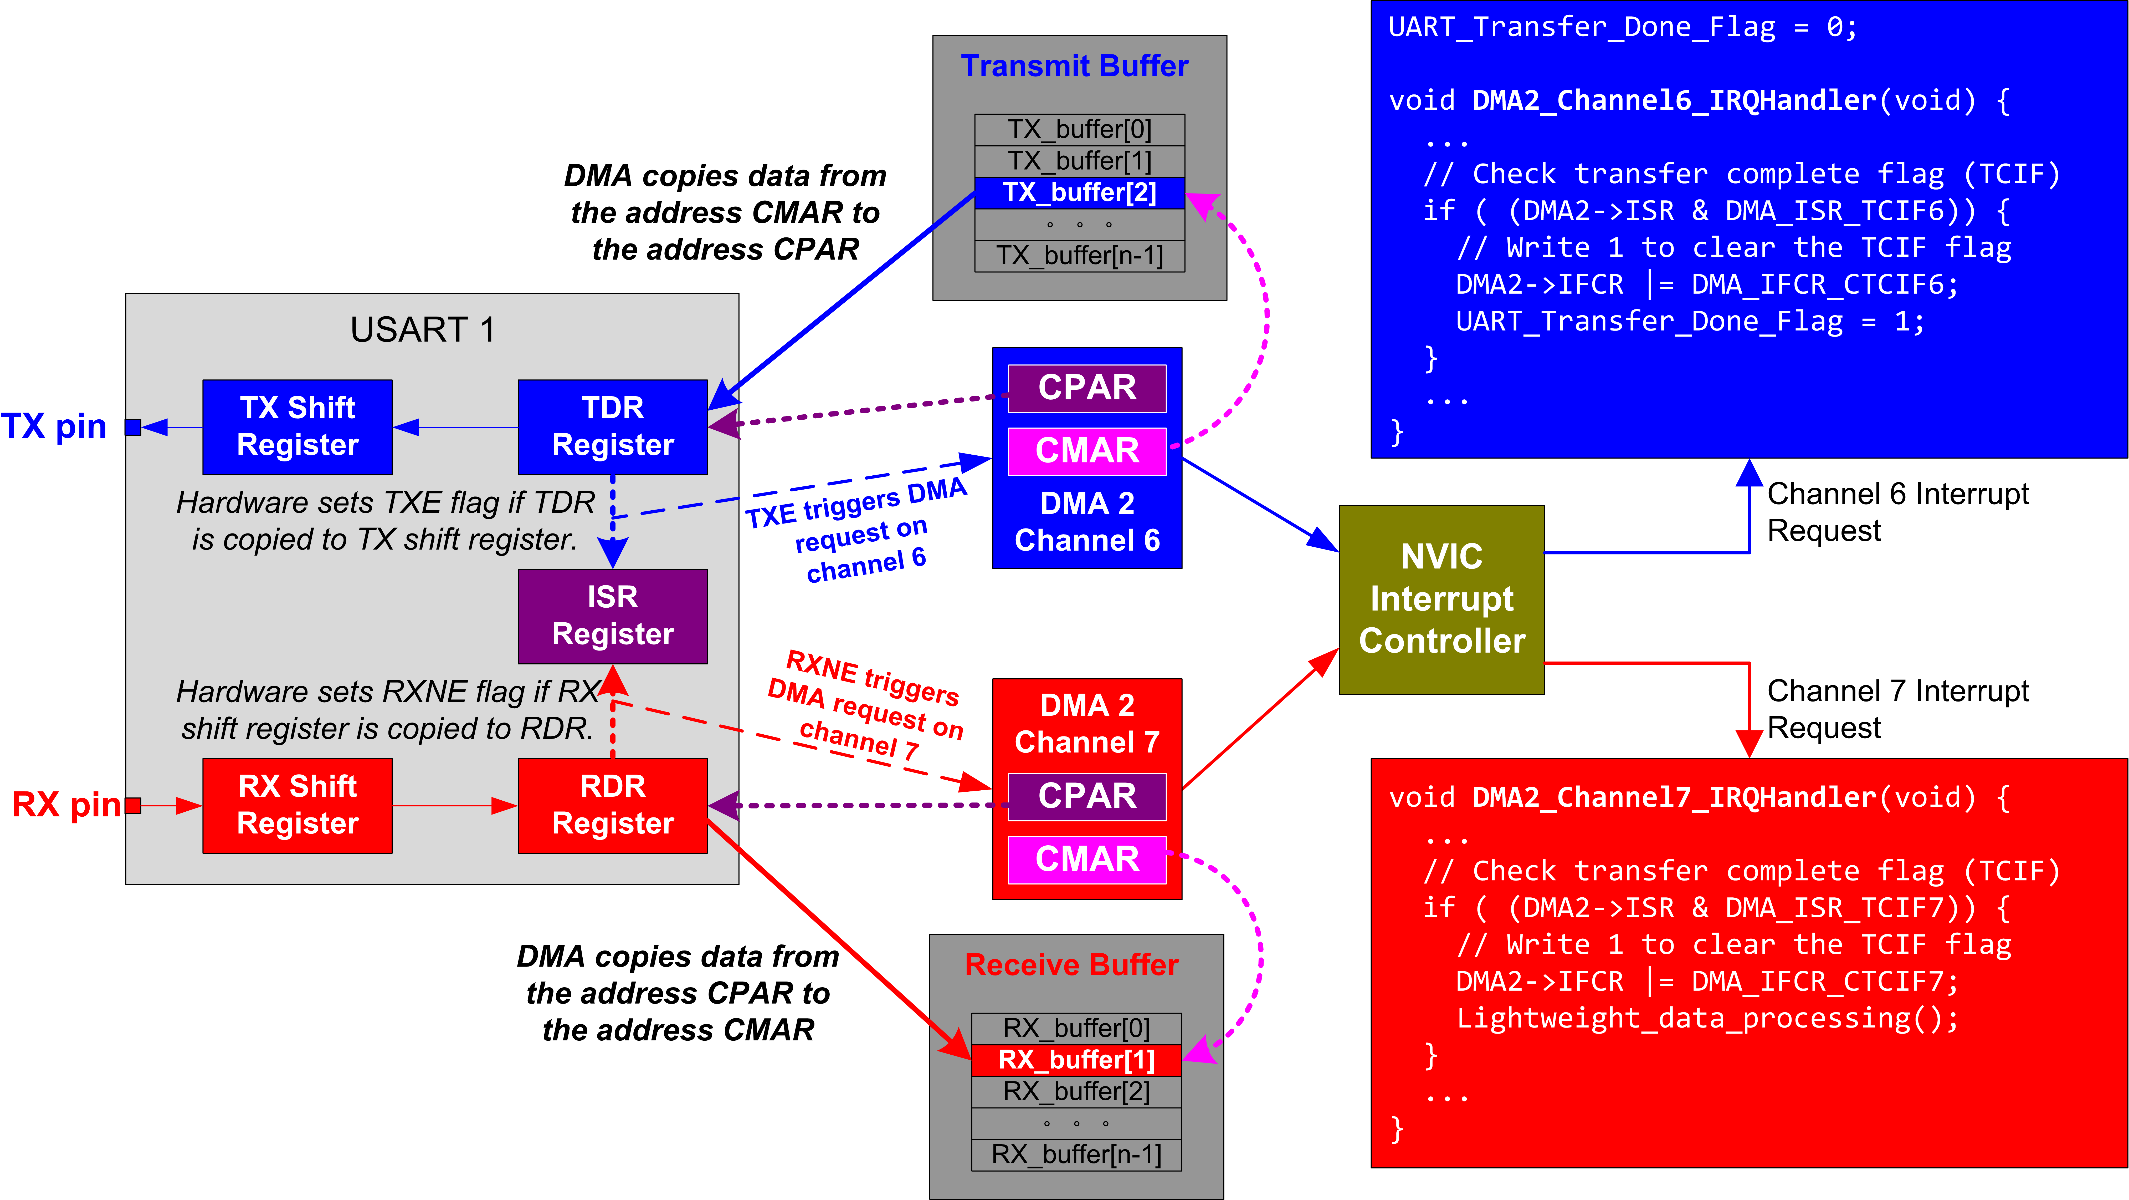 Transmit Buffer
TX_buffer[0]
TX_buffer[1]
TX_buffer[2]
° ° °
TX_buffer[n-1]
DMA copies data from
the address CMAR to
the address CPAR
USART 1
TX pin
TX Shift
Register
TDR
Register
Hardware sets TXE flag if TDR
is copied to TX shift register.
ISR
Register
Hardware sets RXNE flag if RX
shift register is copied to RDR.
RX pin
RX Shift
Register
RDR
Register
CPAR
CMAR
DMA 2
Channel 6
TXE triggers DMA
request on
channel 6
RXNE triggers
DMA request on
channel 7
DMA 2
Channel 7
CPAR
CMAR
DMA copies data from
the address CPAR to
the address CMAR
Receive Buffer
RX_buffer[0]
RX_buffer[1]
RX_buffer[2]
° ° °
RX_buffer[n-1]
NVIC
Interrupt
Controller
UART_Transfer_Done_Flag = 0;
void DMA2_Channel6_IRQHandler(void) {
...
// Check transfer complete flag (TCIF)
if ( (DMA2->ISR & DMA_ISR_TCIF6)) {
// Write 1 to clear the TCIF flag
DMA2->IFCR |= DMA_IFCR_CTCIF6;
UART_Transfer_Done_Flag = 1;
}
...
}
Channel 6 Interrupt
Request
Channel 7 Interrupt
Request
void DMA2_Channel7_IRQHandler(void) {
...
// Check transfer complete flag (TCIF)
if ( (DMA2->ISR & DMA_ISR_TCIF7)) {
// Write 1 to clear the TCIF flag
DMA2->IFCR |= DMA_IFCR_CTCIF7;
Lightweight_data_processing();
}
...
}